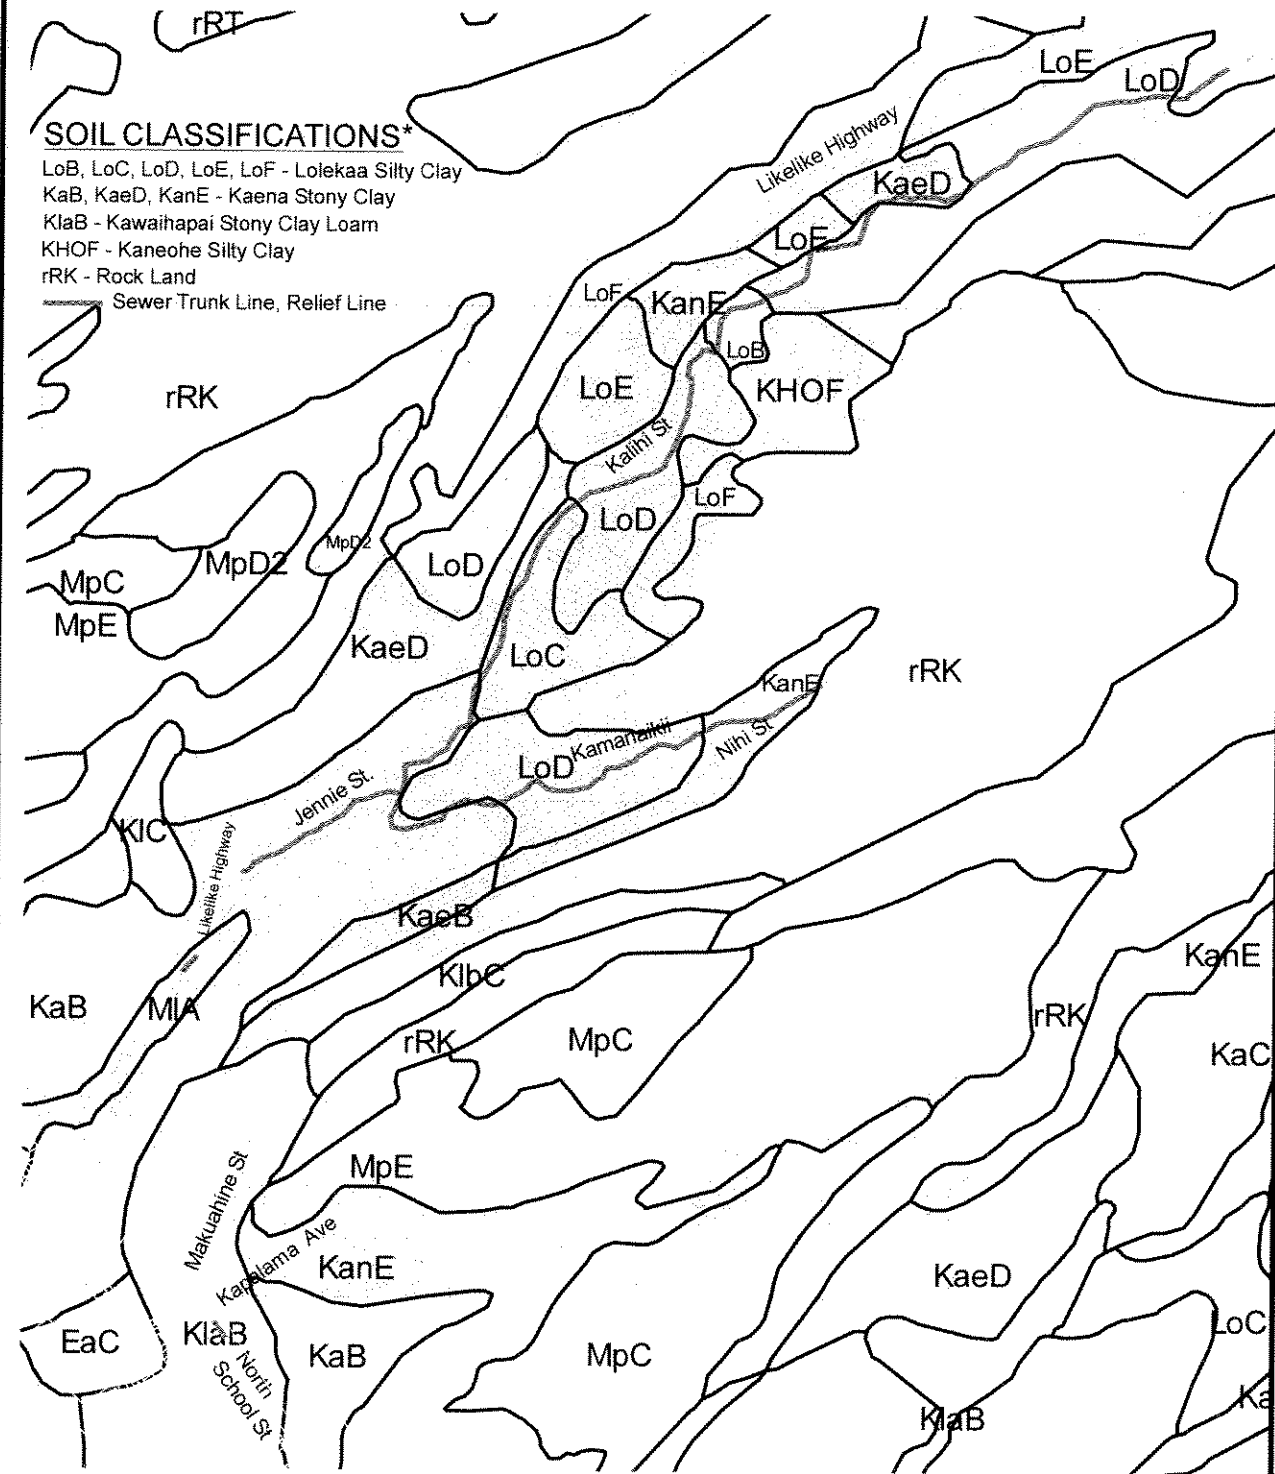 rRT
LoE
LoD
SOIL CLASSIFICATIONS*
LoB, LoC, LoD, LoE, LoF - Lolekaa Silty Clay
KaB, KaeD, KanE - Kaena Stony Clay
KlaB - Kawaihapai Stony Clay Loam
KHOF - Kaneohe Silty Clay
rRK - Rock Land
Sewer Trunk Line, Relief Line
Likelike Highway
KaeD
LoE
LoF
KanE
LoB
LoE
KHOF
rRK
Kalihi St
LoF
LoD
MpD2
MpD2
LoD
MpC
MpE
KaeD
LoC
rRK
KanE
Kamanaikii
Nihi St
LoD
Jennie St.
KlC
Likelike Highway
KaeB
KanE
KlbC
KaB
MlA
rRK
MpC
rRK
KaC
MpE
Makuahine St
Kapalama Ave
KanE
KaeD
EaC
KlaB
North
School St
KaB
MpC
LoC
Ka
KlaB